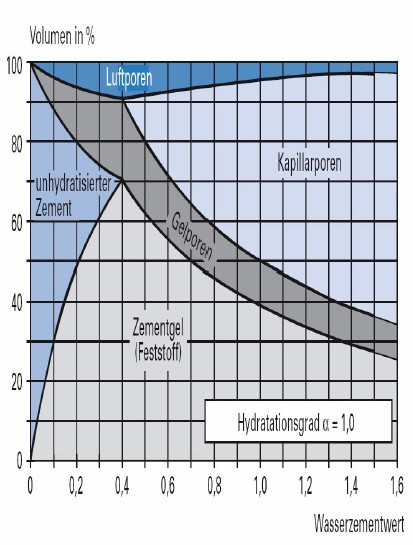 Volumen in %
100
80
60
40
20
0
Luftporen
Kapillarporen
unhydratisierter
Zement
Gelporen
Zementgel
(Feststoff)
Hydratationsgrad α = 1,0
0 0,2 0,4 0,6 0,8 1,0 1,2 1,4 1,6
Wasserzementwert